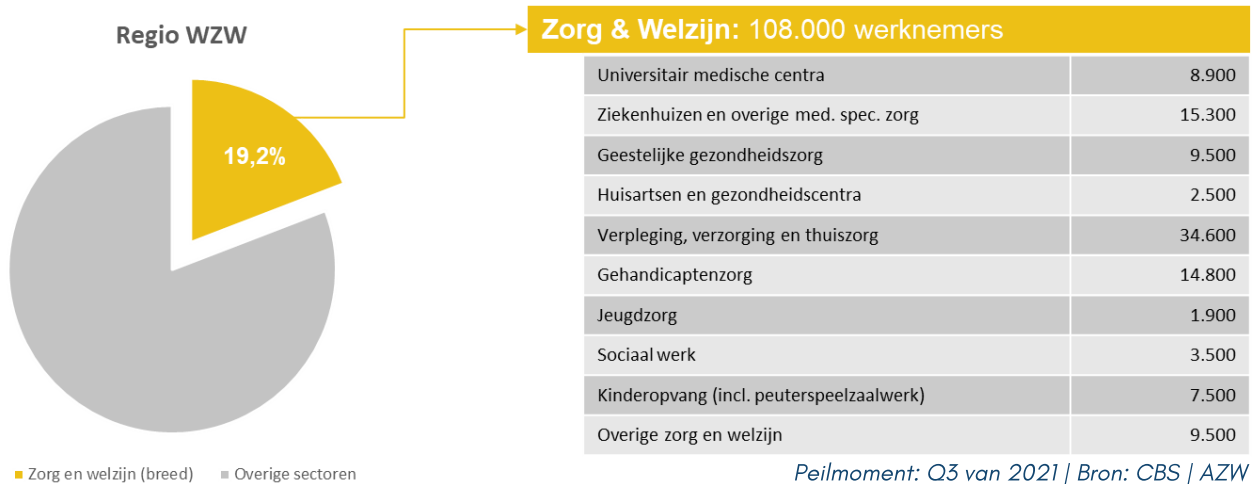 Regio WZW
19,2%
Zorg en welzijn (breed) Overige sectoren
Zorg & Welzijn: 108.000 werknemers
Universitair medische centra 8.900
Ziekenhuizen en overige med. spec. zorg 15.300
Geestelijke gezondheidszorg 9.500
Huisartsen en gezondheidscentra 2.500
Verpleging, verzorging en thuiszorg 34.600
Gehandicaptenzorg 14.800
Jeugdzorg 1.900
Sociaal werk 3.500
Kinderopvang (incl. peuterspeelzaalwerk) 7.500
Overige zorg en welzijn 9.500
Peilmoment: Q3 van 2021 | Bron: CBS | AZW